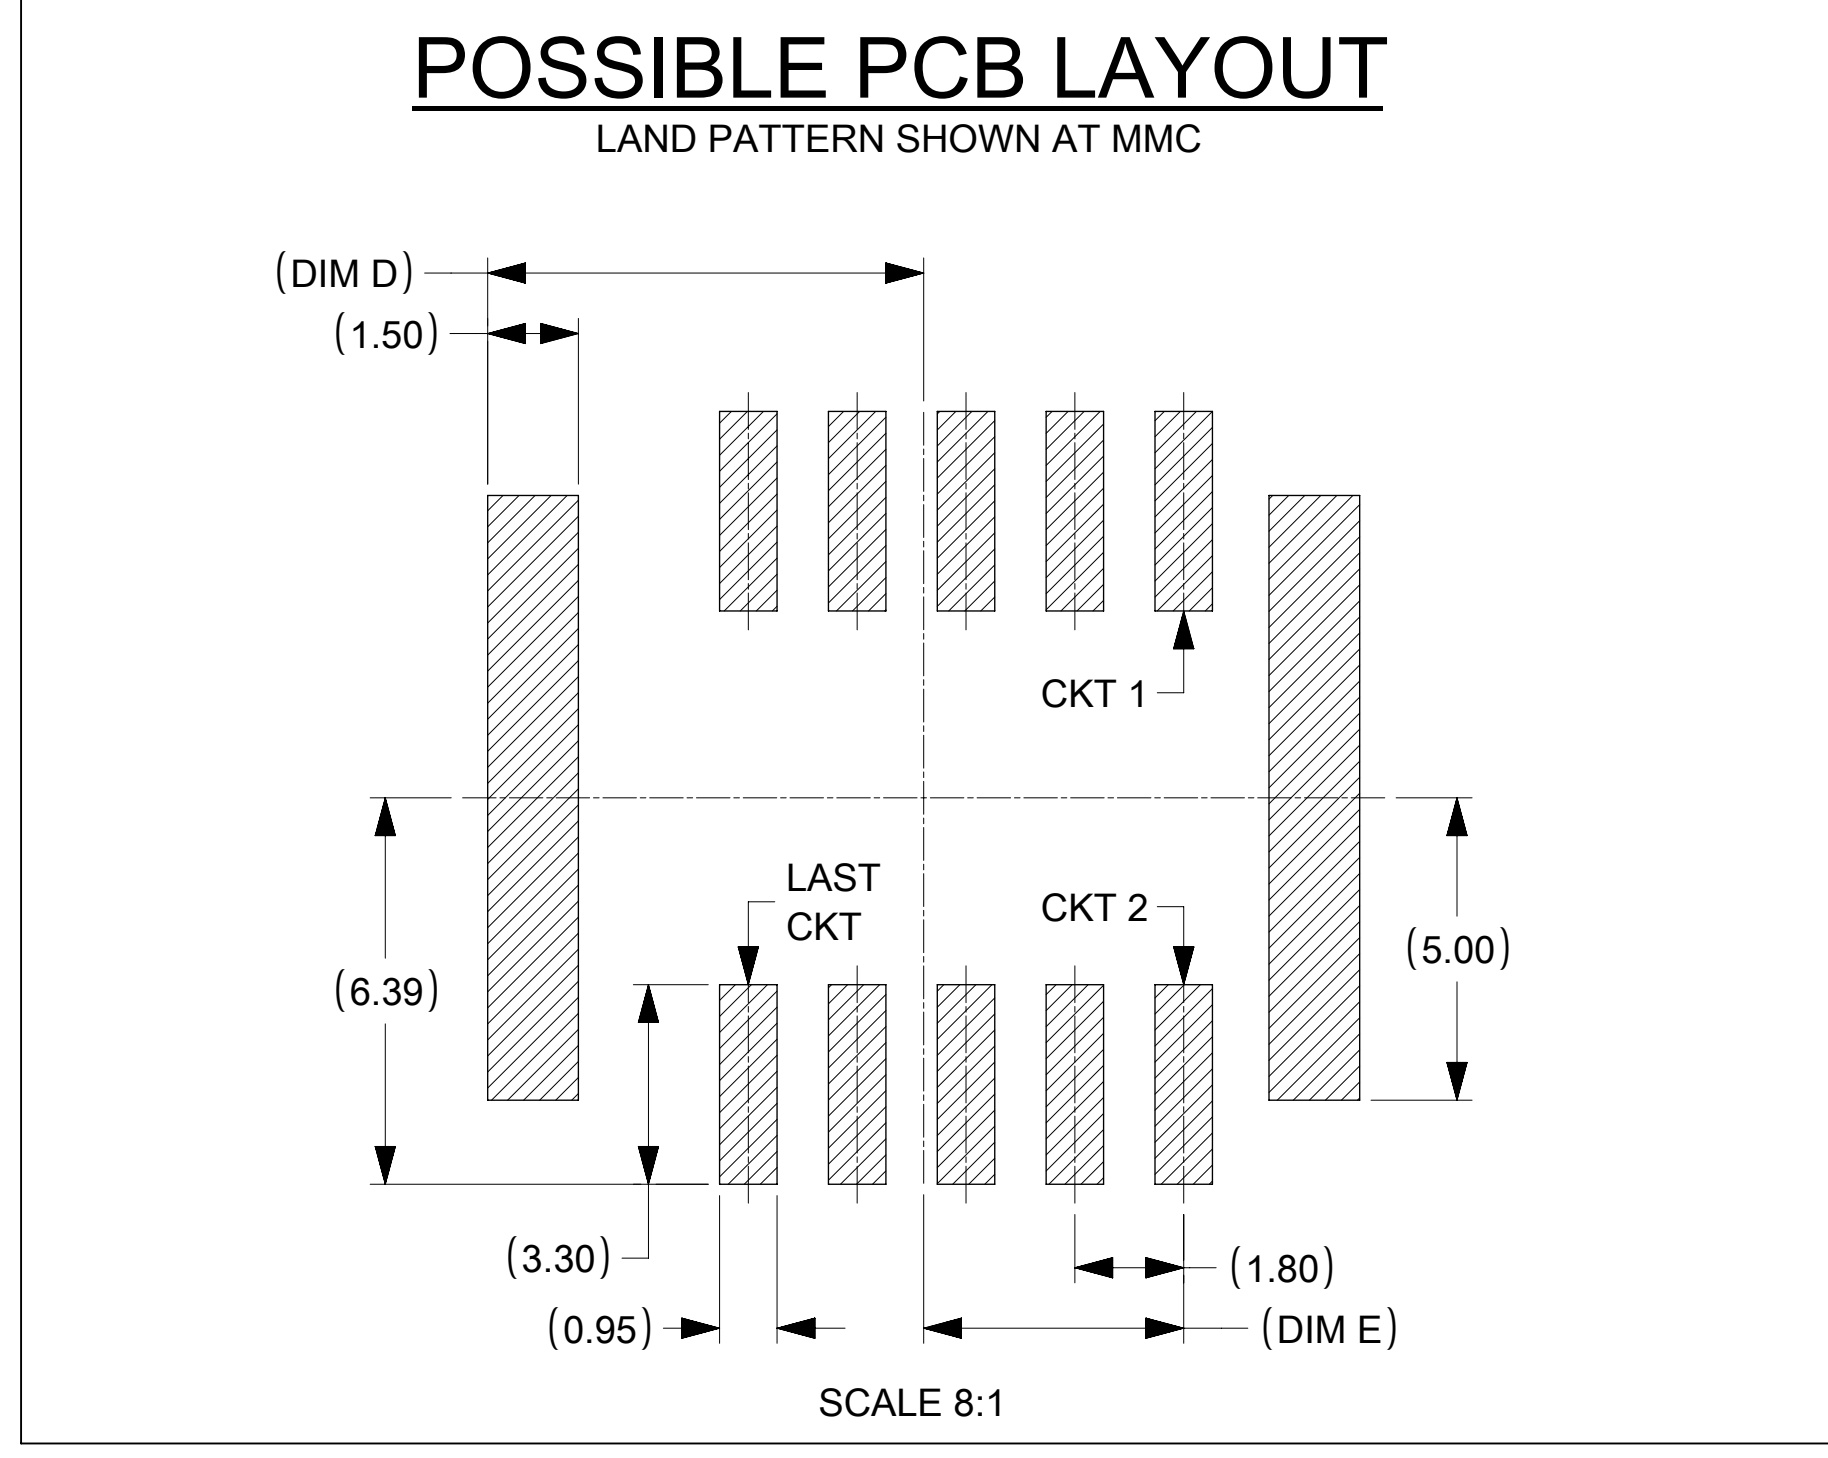 POSSIBLE PCB LAYOUT
LAND PATTERN SHOWN AT MMC
(DIM D)
(1.50)
CKT 1
LAST
CKT
CKT 2
(5.00)
(6.39)
(3.30)
(1.80)
(0.95)
(DIM E)
SCALE 8:1